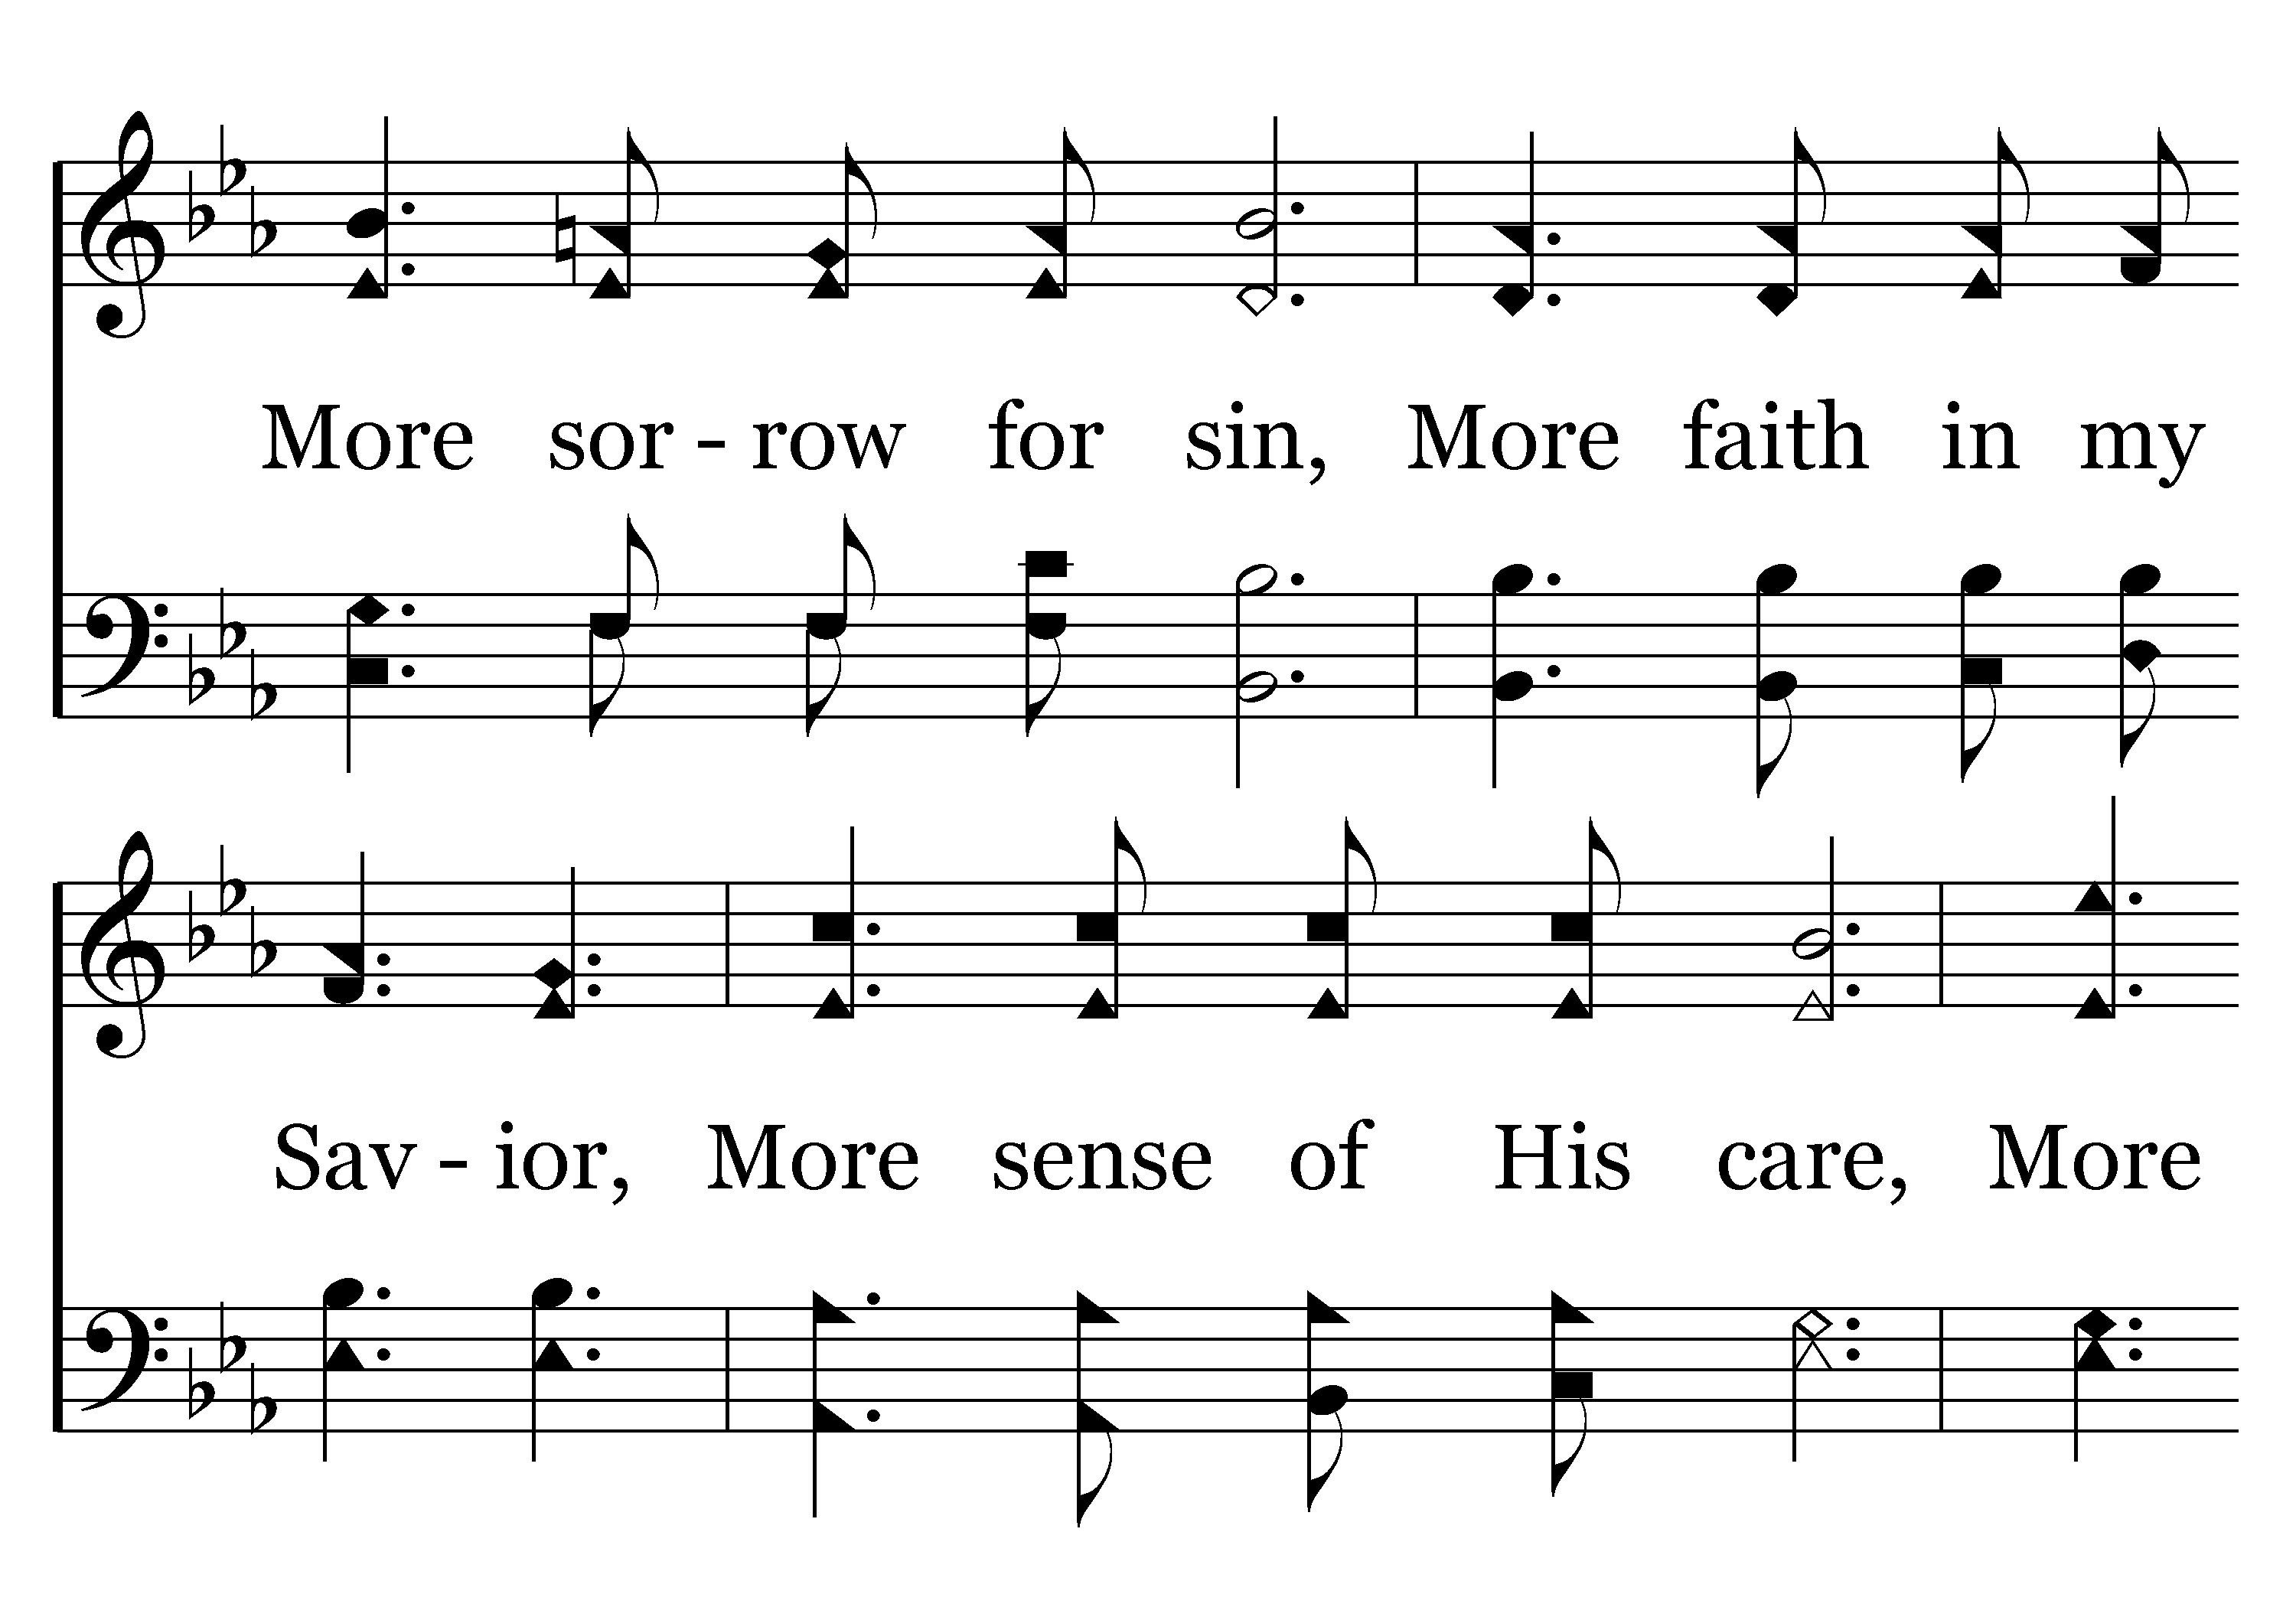 More sor - row for sin, More faith in my
Sav - ior, More sense of His care, More